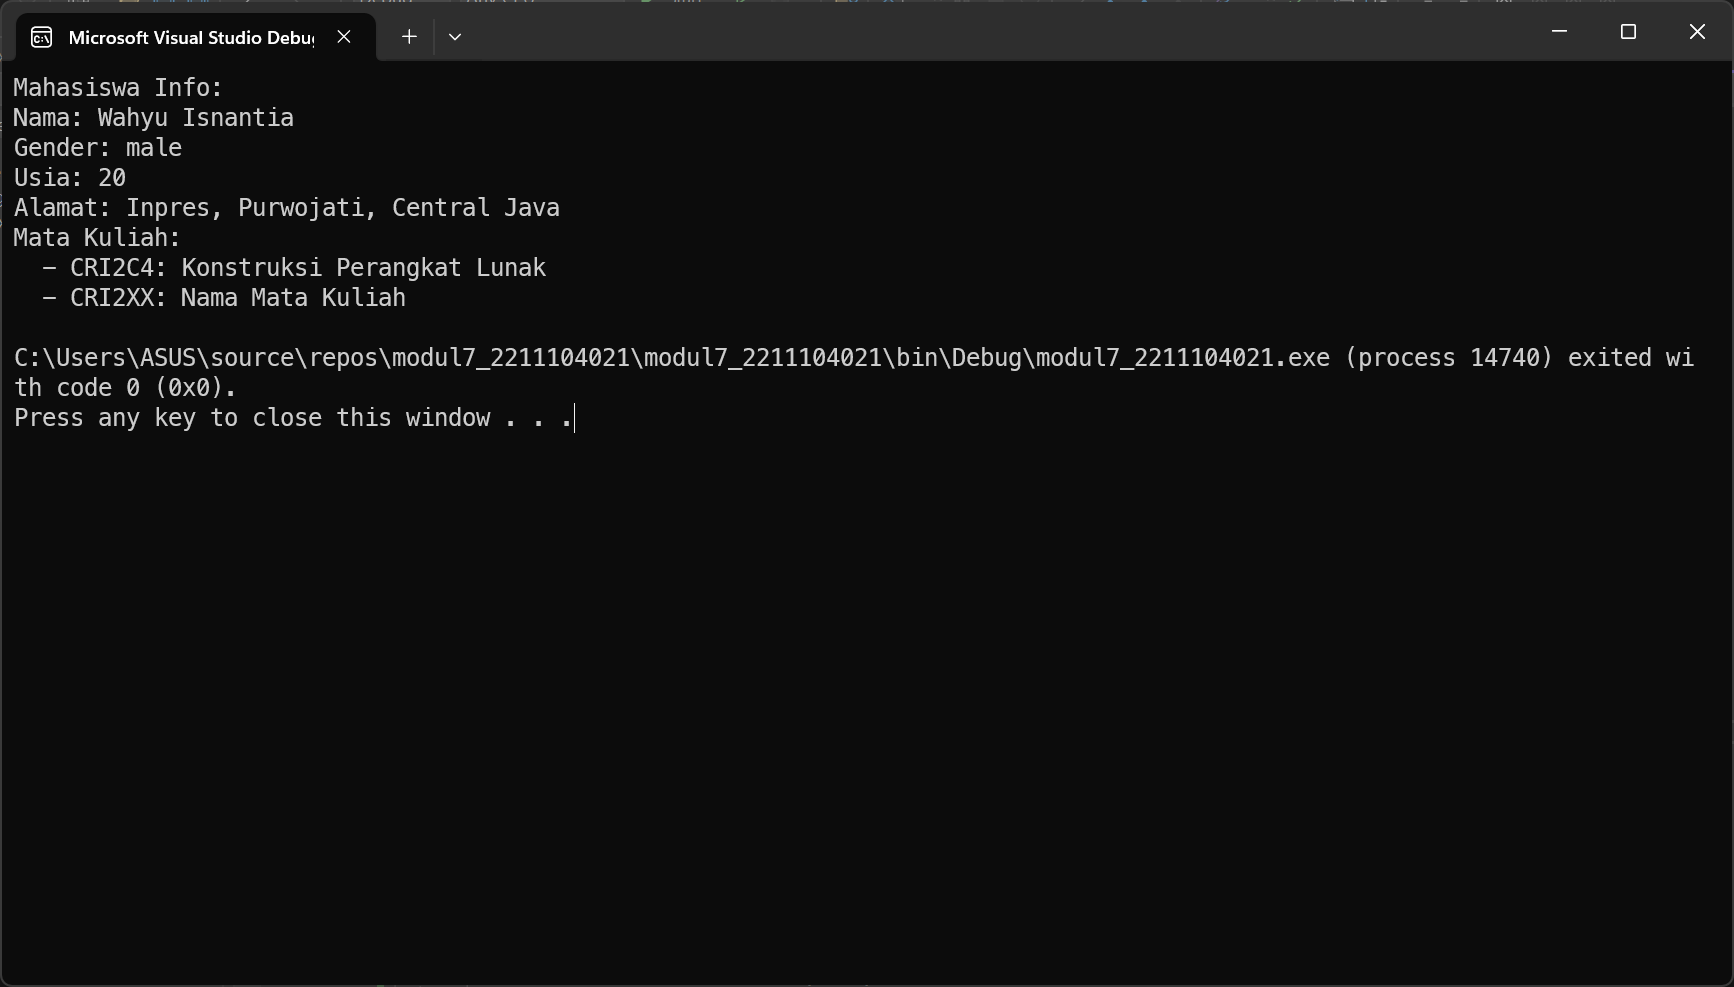 Microsoft Visual Studio Debu
Mahasiswa Info:
Nama: Wahyu Isnantia
Gender: male
Usia: 20
Alamat: Inpres, Purwojati, Central Java
Mata Kuliah:
  - CRI2C4: Konstruksi Perangkat Lunak
  - CRI2XX: Nama Mata Kuliah
C:\Users\ASUS\source\repos\modul7_2211104021\modul7_2211104021\bin\Debug\modul7_2211104021.exe (process 14740) exited wi
th code 0 (0x0).
Press any key to close this window . . .